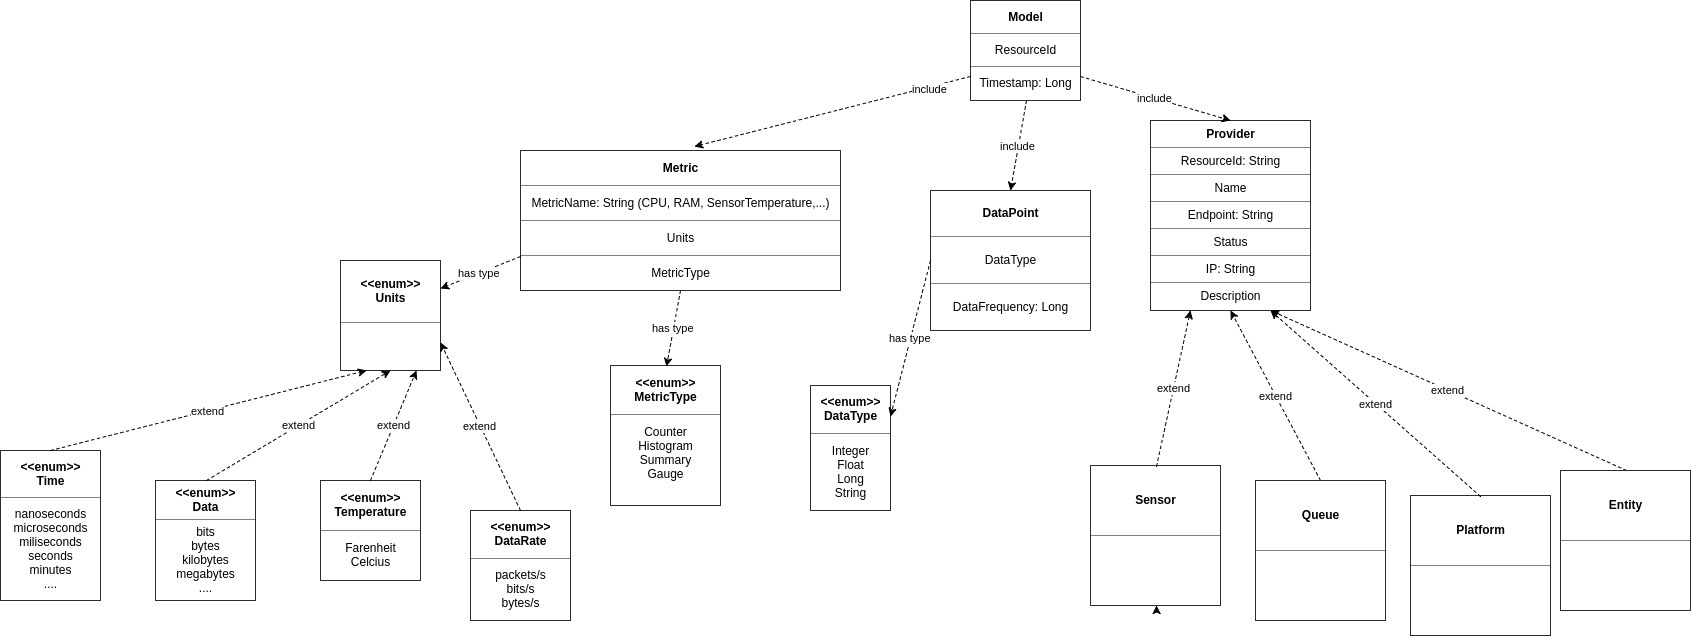 Model
ResourceId
Timestamp: Long
include
include
include
Metric
MetricName: String (CPU, RAM, SensorTemperature,...)
Units
MetricType
DataPoint
DataType
DataFrequency: Long
Provider
ResourceId: String
Name
Endpoint: String
Status
IP: String
Description
has type
has type
has type
<<enum>>
Units
<<enum>>
MetricType
Counter
Histogram
Summary
Gauge
<<enum>>
DataType
Integer
Float
Long
String
extend
extend
extend
extend
extend
extend
extend
extend
<<enum>>
Time
nanoseconds
microseconds
miliseconds
seconds
minutes
....
<<enum>>
Data
bits
bytes
kilobytes
megabytes
....
<<enum>>
Temperature
Farenheit
Celcius
<<enum>>
DataRate
packets/s
bits/s
bytes/s
Sensor
Queue
Platform
Entity